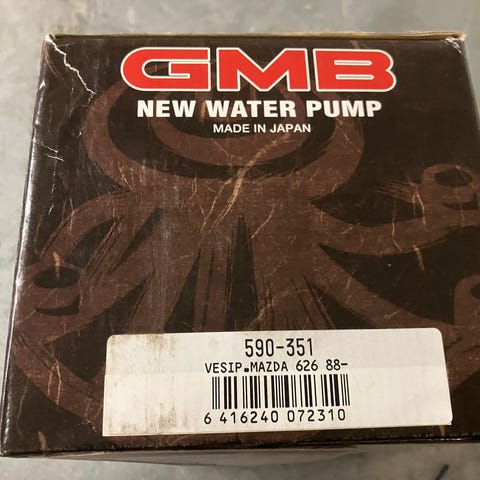 GMB
NEW WATER PUMP
MADE IN JAPAN
590-351
VESIP.MAZDA 626 88-
6 416240 072310